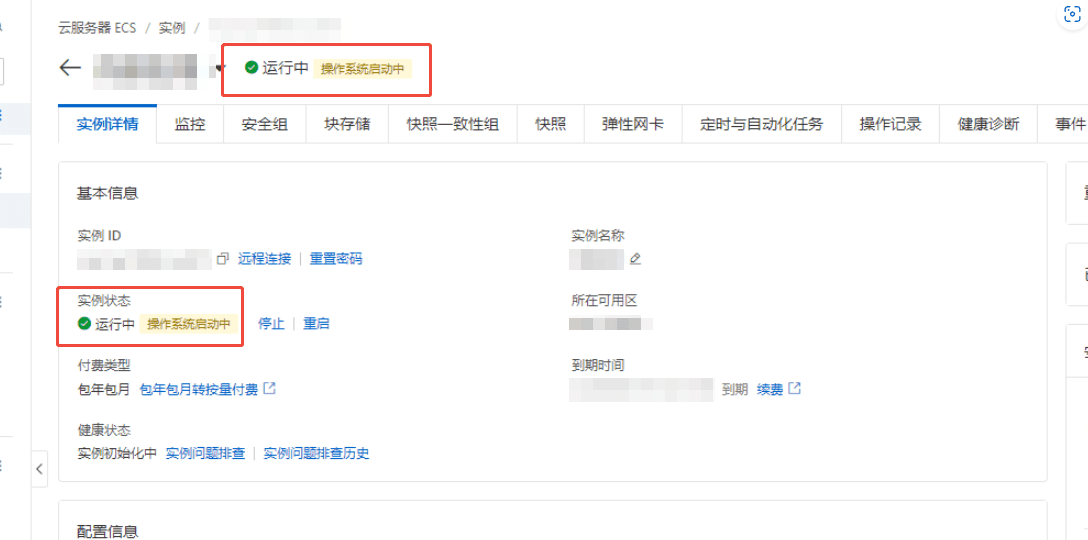 云服务器 ECS / 实例 /
运行中 操作系统启动中
实例详情 监控 安全组 块存储 快照一致性组 快照 弹性网卡 定时与自动化任务 操作记录 健康诊断 事件
基本信息
实例 ID 实例名称
远程连接 | 重置密码
实例状态 所在可用区
运行中 操作系统启动中 停止 | 重启
付费类型 到期时间
包年包月 包年包月转按量付费 到期 续费
健康状态
实例初始化中 实例问题排查 | 实例问题排查历史
配置信息